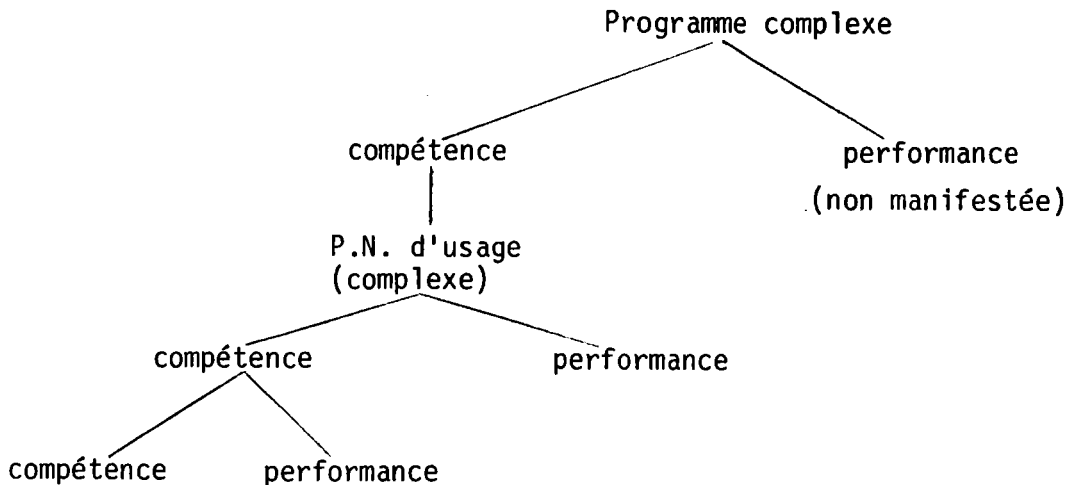 Programme complexe
compétence
performance
(non manifestée)
P.N. d'usage
(complexe)
compétence
performance
compétence
performance